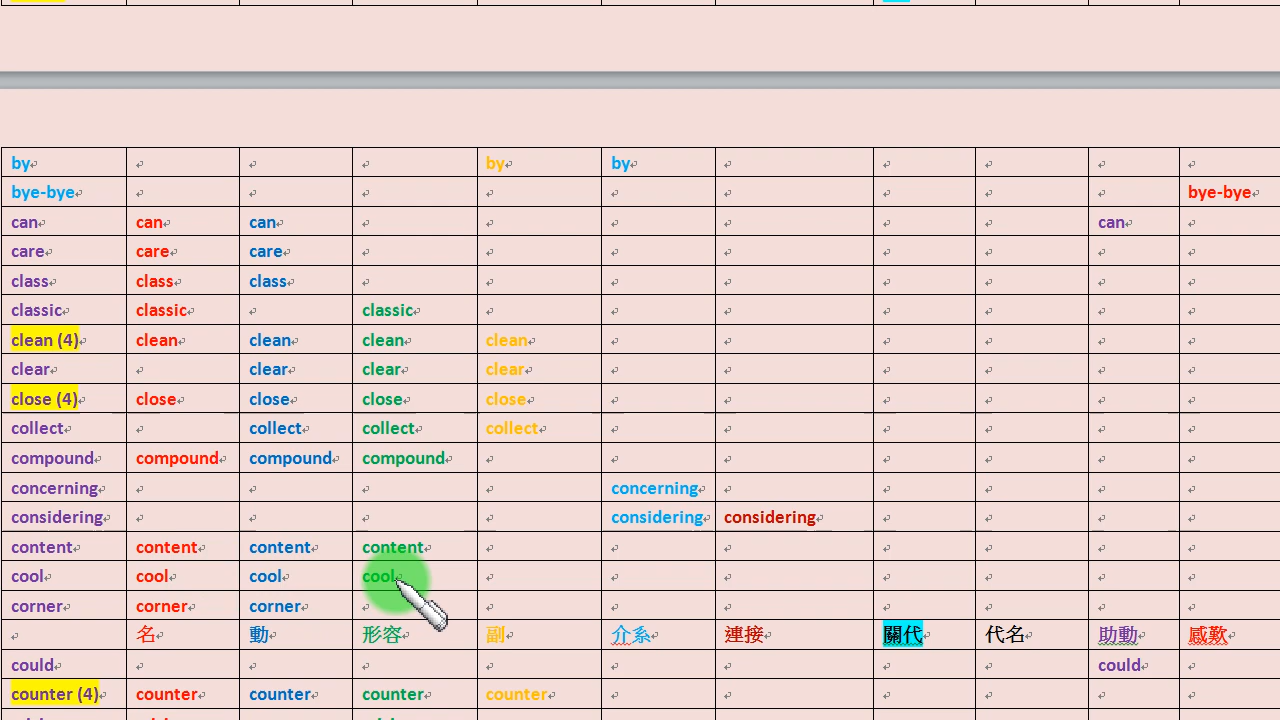 by by by
bye-bye bye-bye
can can can can
care care care
class class class
classic classic classic
clean (4) clean clean clean clean
clear clear clear clear
close (4) close close close close
collect collect collect collect
compound compound compound compound
concerning concerning
considering considering considering
content content content content
cool cool cool cool
corner corner corner
名 動 形容 副 介系 連接 關代 代名 助動 感歎
could could
counter (4) counter counter counter counter